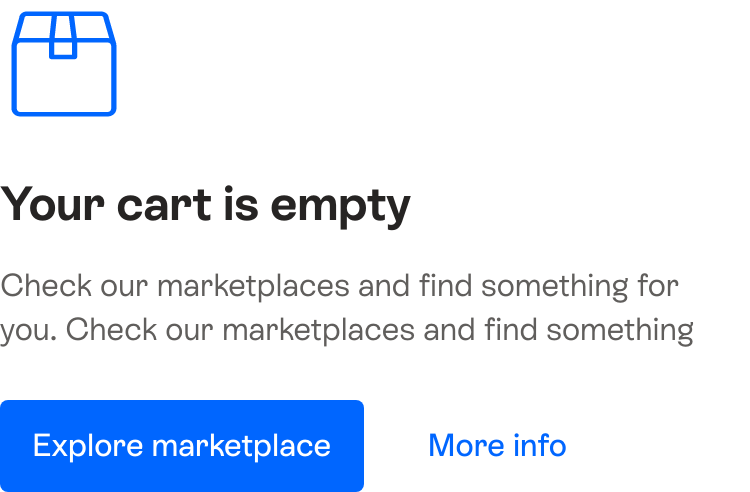 Your cart is empty
Check our marketplaces and find something for
you. Check our marketplaces and find something
Explore marketplace
More info